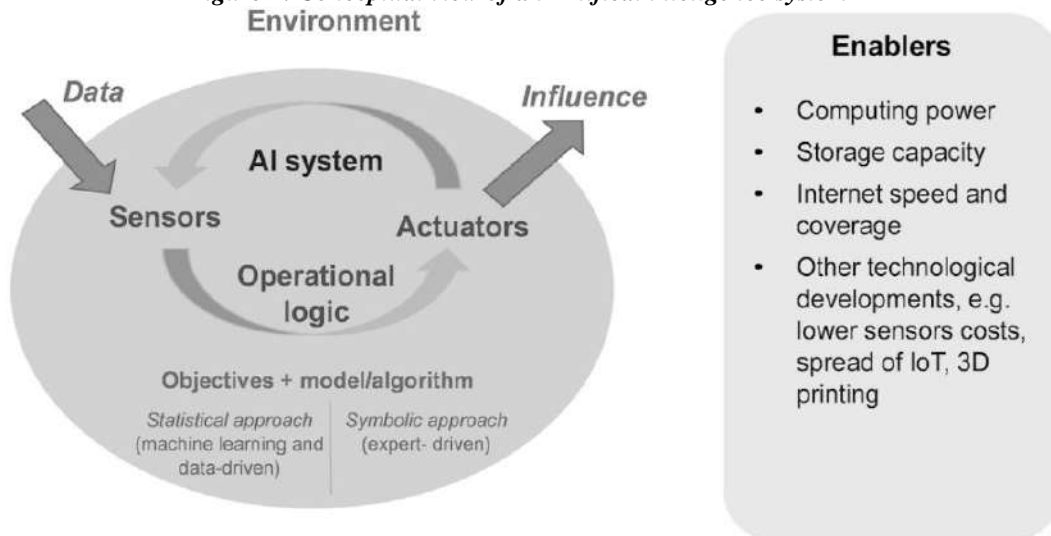 Environment
Data
Influence
AI system
Sensors
Actuators
Operational
logic
Objectives + model/algorithm
Statistical approach
(machine learning and
data-driven)
Symbolic approach
(expert- driven)
Enablers
• Computing power
• Storage capacity
• Internet speed and
coverage
• Other technological
developments, e.g.
lower sensors costs,
spread of IoT, 3D
printing